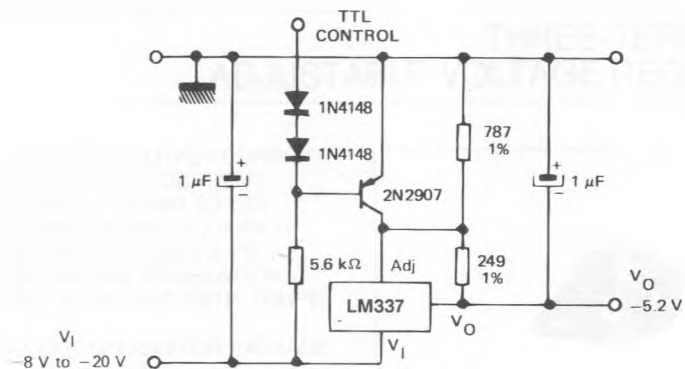 TTL
CONTROL
1N4148
787
1%
1N4148
1 μF
+
−
2N2907
+
1 μF
−
5.6 kΩ
Adj
249
1%
LM337
V_O
V_O
−5.2 V
V_I
V_I
−8 V to −20 V